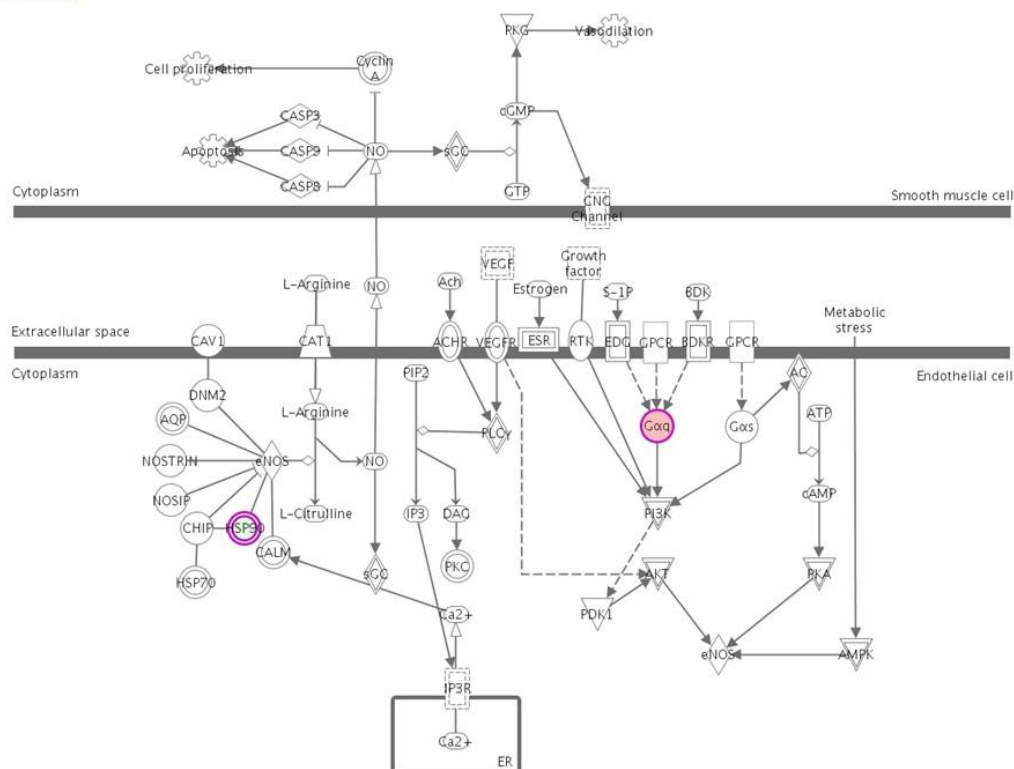 PKG
Vasodilation
Cell proliferation
Cyclin
A
CASP3
cGMP
Apoptosis
CASP9
NO
sGC
CASP8
GTP
Cytoplasm
Smooth muscle cell
CNC
Channel
VEGF
Growth
factor
L-Arginine
NO
Ach
Estrogen
S-1P
BDK
Metabolic
stress
Extracellular space
CAV1
CAT1
ACHR
VEGFR
ESR
RTK
EDG
GPCR
BDKR
GPCR
Cytoplasm
Endothelial cell
PIP2
AC
DNM2
L-Arginine
AQP
PLCγ
Gαq
Gαs
ATP
NOSTRIN
eNOS
NO
NOSIP
L-Citrulline
IP3
DAG
PI3K
cAMP
CHIP
HSP90
CALM
HSP70
sGC
PKC
AKT
PKA
PDK1
Ca2+
eNOS
AMPK
IP3R
Ca2+
ER